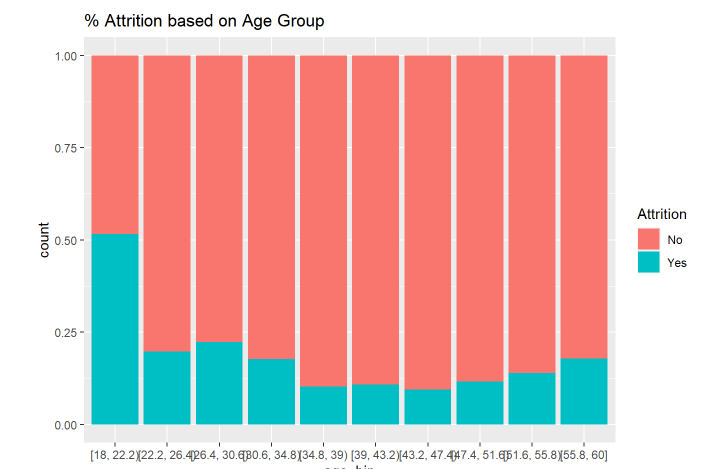 % Attrition based on Age Group
1.00
0.75
0.50
0.25
0.00
count
[18, 22.2) [22.2, 26.4) [26.4, 30.6) [30.6, 34.8) [34.8, 39) [39, 43.2) [43.2, 47.4) [47.4, 51.6) [51.6, 55.8) [55.8, 60]
Attrition
No
Yes